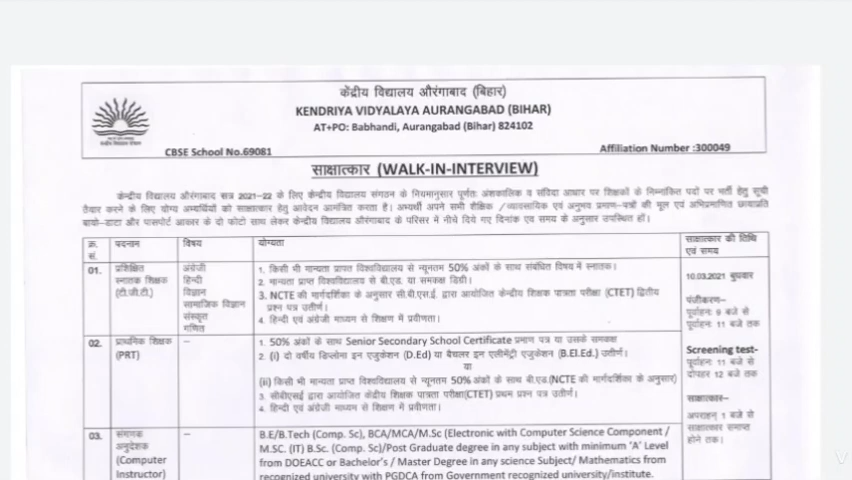 केंद्रीय विद्यालय औरंगाबाद (बिहार)
KENDRIYA VIDYALAYA AURANGABAD (BIHAR)
AT+PO: Babhandi, Aurangabad (Bihar) 824102
CBSE School No.69081
Affiliation Number :300049
साक्षात्कार (WALK-IN-INTERVIEW)
केन्द्रीय विद्यालय औरंगाबाद सत्र 2021-22 के लिए केन्द्रीय विद्यालय संगठन के नियमानुसार पूर्णतः अंशकालिक व संविदा आधार पर शिक्षकों के निम्नांकित पदों पर भर्ती हेतु सूची
तैयार करने के लिए योग्य अभ्यर्थियों को साक्षात्कार हेतु आवेदन आमंत्रित करता है। अभ्यर्थी अपने सभी शैक्षिक /व्यावसायिक एवं अनुभव प्रमाण-पत्रों की मूल एवं अभिप्रमाणित छायाप्रति
बायो-डाटा और पासपोर्ट आकार के दो फोटो साथ लेकर केन्द्रीय विद्यालय औरंगाबाद के परिसर में नीचे दिये गए दिनांक एवं समय के अनुसार उपस्थित हों।
क्र. सं. पदनाम विषय योग्यता साक्षात्कार की तिथि एवं समय
01. प्रशिक्षित स्नातक शिक्षक (टी.जी.टी.)
अंग्रेजी
हिन्दी
विज्ञान
सामाजिक विज्ञान
संस्कृत
गणित
1. किसी भी मान्यता प्राप्त विश्वविद्यालय से न्यूनतम 50% अंकों के साथ संबंधित विषय में स्नातक।
2. मान्यता प्राप्त विश्वविद्यालय से बी.एड. या समकक्ष डिग्री।
3. NCTE की मार्गदर्शिका के अनुसार सी.बी.एस.ई. द्वारा आयोजित केन्द्रीय शिक्षक पात्रता परीक्षा (CTET) द्वितीय
प्रश्न पत्र उत्तीर्ण।
4. हिन्दी एवं अंग्रेजी माध्यम से शिक्षण में प्रवीणता।
10.03.2021 बुधवार
पंजीकरण–
पूर्वाहनः 9 बजे से
पूर्वाहनः 11 बजे तक
02. प्राथमिक शिक्षक (PRT) –
1. 50% अंकों के साथ Senior Secondary School Certificate प्रमाण पत्र या उसके समकक्ष
2. (i) दो वर्षीय डिप्लोमा इन एजुकेशन (D.Ed) या बैचलर इन एलीमेंट्री एजुकेशन (B.El.Ed.) उतीर्ण।
या
(ii) किसी भी मान्यता प्राप्त विश्वविद्यालय से न्यूनतम 50% अंकों के साथ बी.एड.(NCTE की मार्गदर्शिका के अनुसार)
3. सीबीएसई द्वारा आयोजित केंद्रीय शिक्षक पात्रता परीक्षा(CTET) प्रथम प्रश्न पत्र उतीर्ण।
4. हिन्दी एवं अंग्रेजी माध्यम से शिक्षण में प्रवीणता।
Screening test-
पूर्वाहनः 11 बजे से
दोपहर 12 बजे तक
साक्षात्कार–
अपराहन् 1 बजे से
साक्षात्कार समाप्त
होने तक।
03. संगणक अनुदेशक (Computer Instructor) –
B.E/B.Tech (Comp. Sc), BCA/MCA/M.Sc (Electronic with Computer Science Component /
M.SC. (IT) B.Sc. (Comp. Sc)/Post Graduate degree in any subject with minimum 'A' Level
from DOEACC or Bachelor's / Master Degree in any science Subject/ Mathematics from
recognized university with PGDCA from Government recognized university/institute.